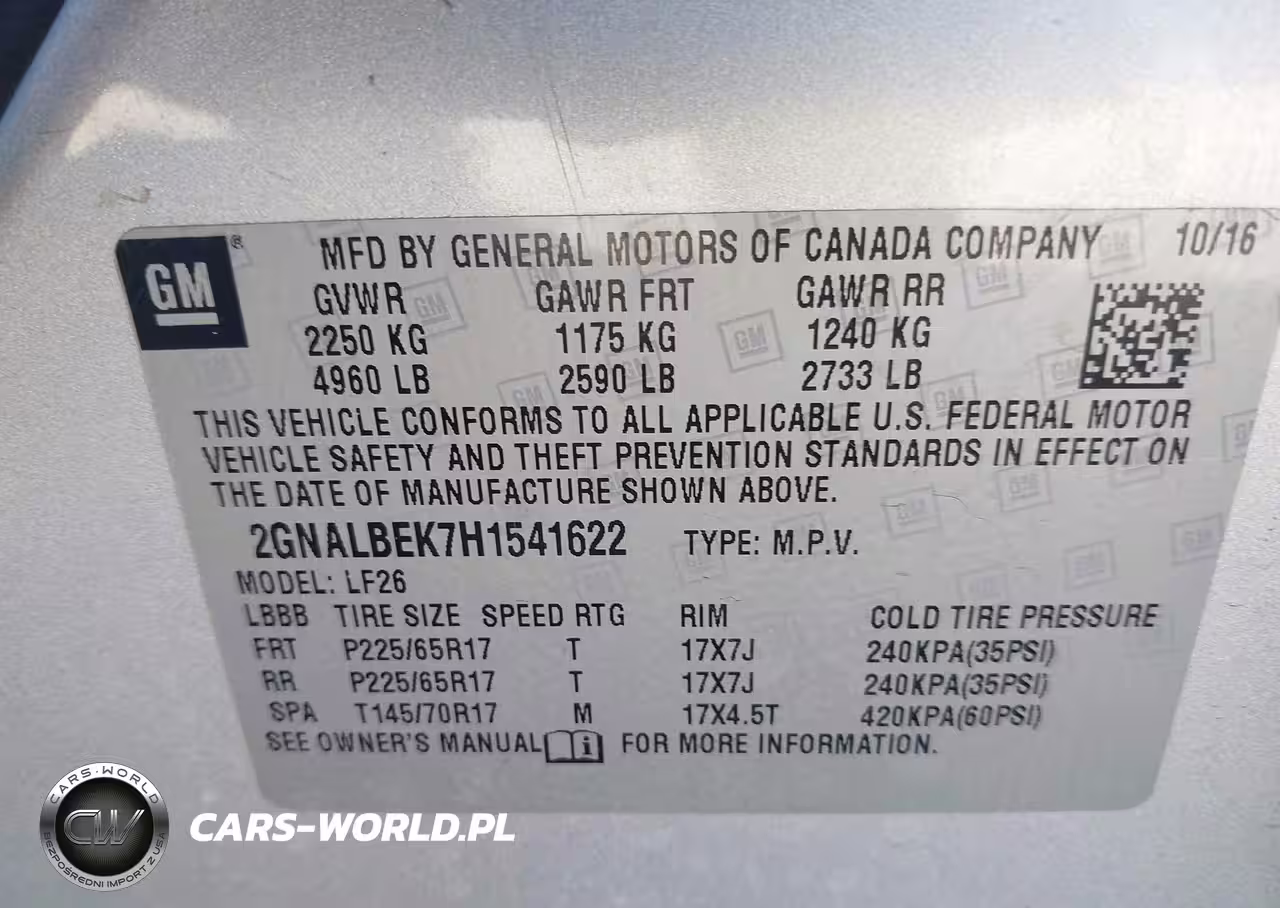 GM ® MFD BY GENERAL MOTORS OF CANADA COMPANY 10/16
GVWR GAWR FRT GAWR RR
2250 KG 1175 KG 1240 KG
4960 LB 2590 LB 2733 LB
THIS VEHICLE CONFORMS TO ALL APPLICABLE U.S. FEDERAL MOTOR
VEHICLE SAFETY AND THEFT PREVENTION STANDARDS IN EFFECT ON
THE DATE OF MANUFACTURE SHOWN ABOVE.
2GNALBEK7H1541622 TYPE: M.P.V.
MODEL: LF26
LBBB TIRE SIZE SPEED RTG RIM COLD TIRE PRESSURE
FRT P225/65R17 T 17X7J 240KPA(35PSI)
RR P225/65R17 T 17X7J 240KPA(35PSI)
SPA T145/70R17 M 17X4.5T 420KPA(60PSI)
SEE OWNER'S MANUAL i FOR MORE INFORMATION.
CARS-WORLD
CW
BEZPOŚREDNI IMPORT Z USA
CARS-WORLD.PL